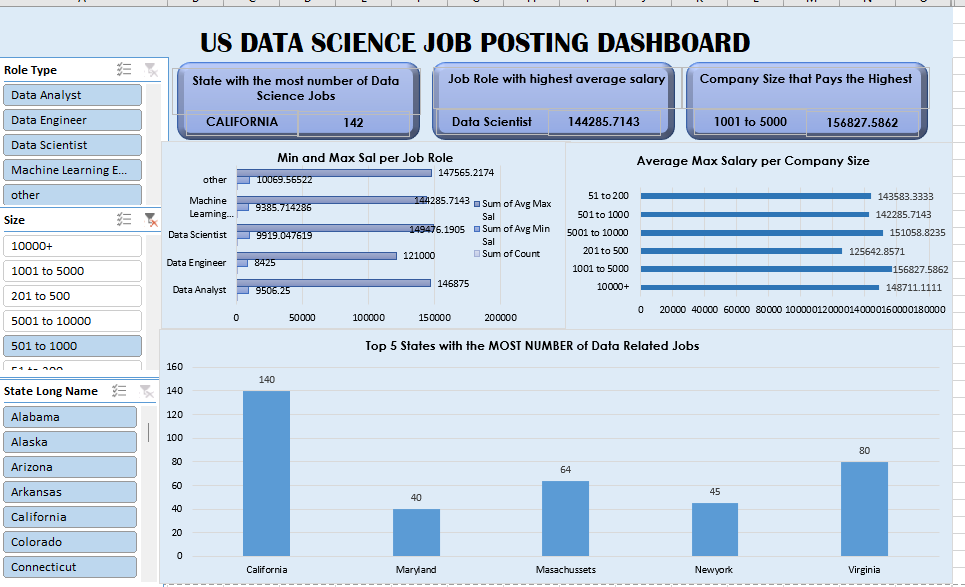 US DATA SCIENCE JOB POSTING DASHBOARD
Role Type
Data Analyst
Data Engineer
Data Scientist
Machine Learning E...
other
Size
10000+
1001 to 5000
201 to 500
5001 to 10000
501 to 1000
State Long Name
Alabama
Alaska
Arizona
Arkansas
California
Colorado
Connecticut
State with the most number of Data
Science Jobs
CALIFORNIA 142
Job Role with highest average salary
Data Scientist 144285.7143
Company Size that Pays the Highest
1001 to 5000 156827.5862
Min and Max Sal per Job Role
other 147565.2174
10069.56522
Machine
Learning... 144285.7143
9385.714286
Data Scientist 149476.1905
9919.047619
Data Engineer 121000
8425
Data Analyst 146875
9506.25
0 50000 100000 150000 200000
Sum of Avg Max
Sal
Sum of Avg Min
Sal
Sum of Count
Average Max Salary per Company Size
51 to 200 143583.3333
501 to 1000 142285.7143
5001 to 10000 151058.8235
201 to 500 125642.8571
1001 to 5000 156827.5862
10000+ 148711.1111
0 20000 40000 60000 80000 100000 120000 140000 160000 180000
Top 5 States with the MOST NUMBER of Data Related Jobs
160
140
120
100
80
60
40
20
0
140
40
64
45
80
California Maryland Masachussets Newyork Virginia